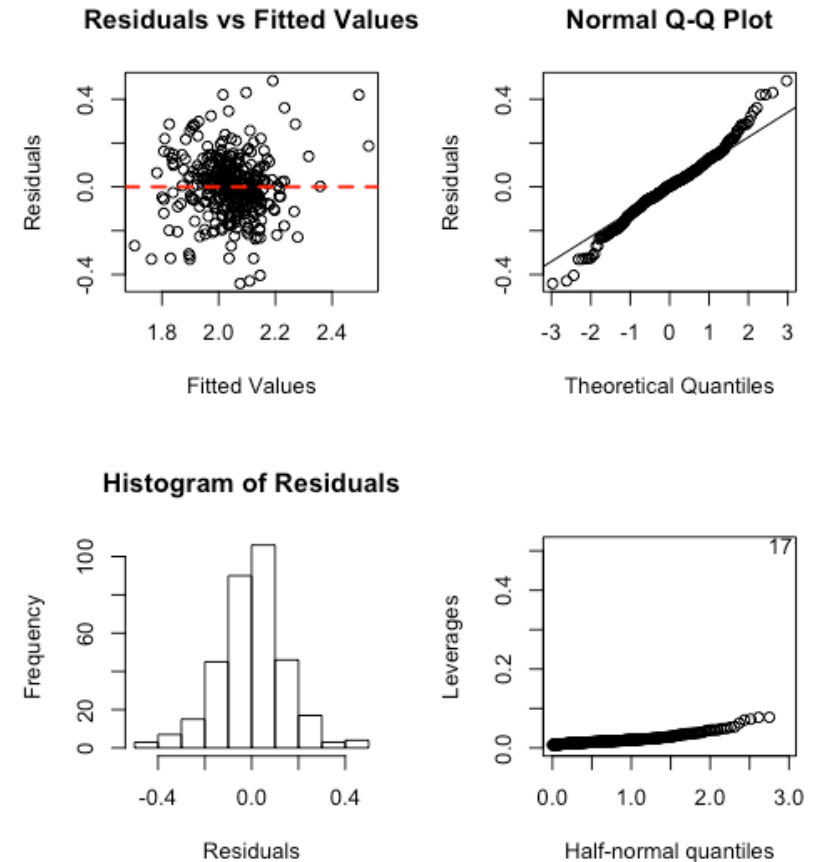 Residuals vs Fitted Values
Residuals
-0.4 0.0 0.4
1.8 2.0 2.2 2.4
Fitted Values
Normal Q-Q Plot
Residuals
-0.4 0.0 0.4
-3 -2 -1 0 1 2 3
Theoretical Quantiles
Histogram of Residuals
Frequency
0 20 60 100
-0.4 0.0 0.4
Residuals
17
Leverages
0.0 0.2 0.4
0.0 1.0 2.0 3.0
Half-normal quantiles